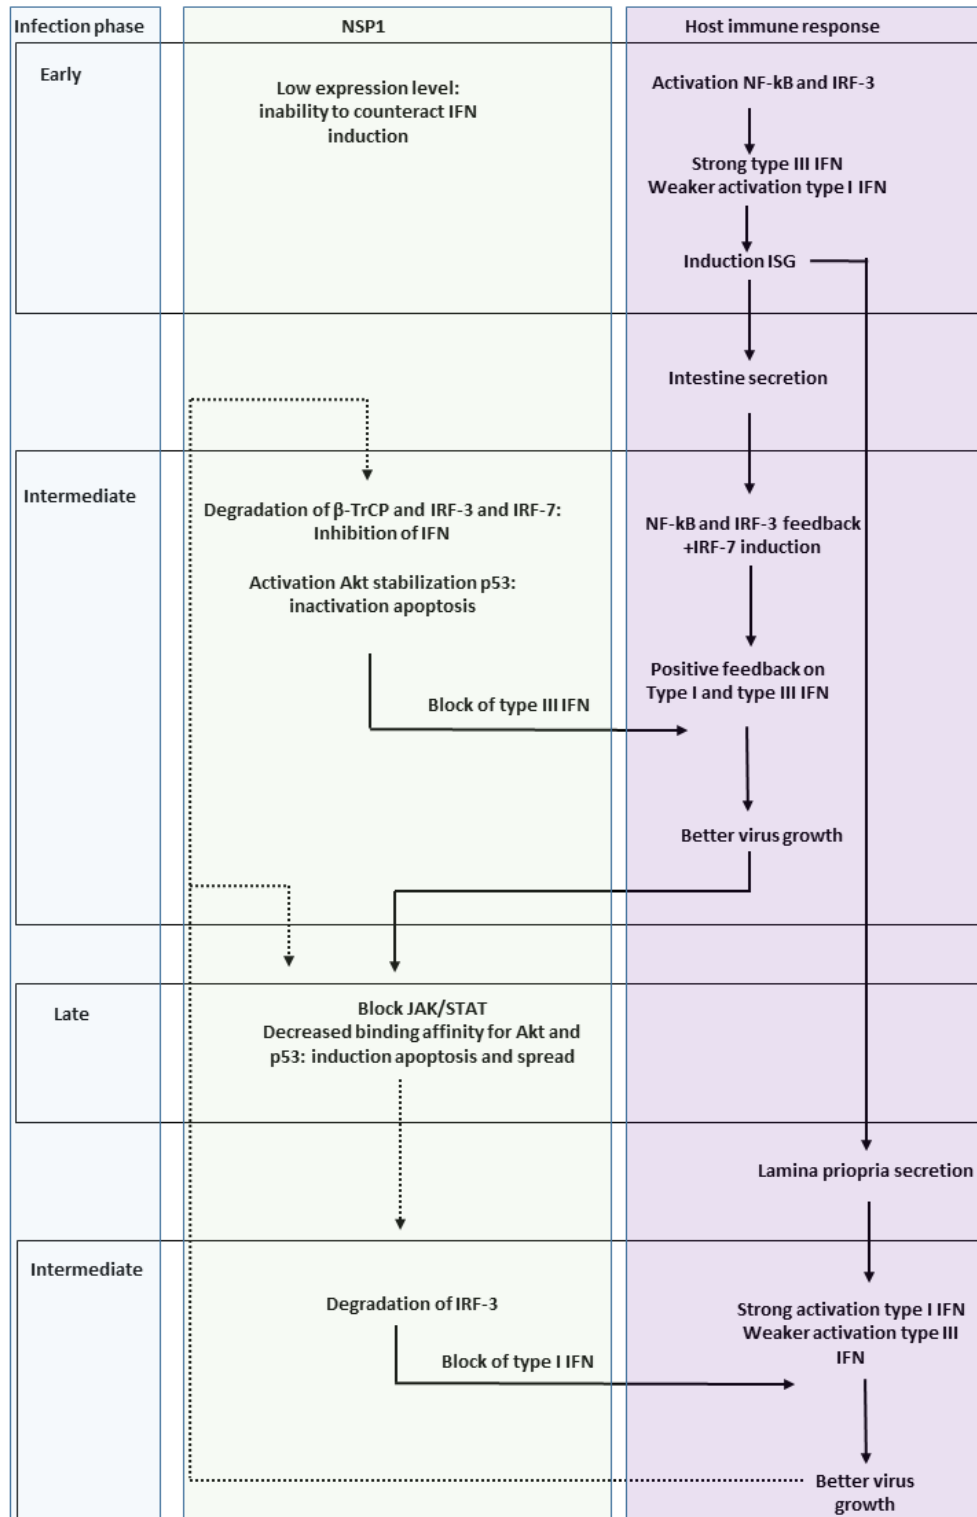 Infection phase
NSP1
Host immune response
Early
Low expression level:
inability to counteract IFN
induction
Activation NF-kB and IRF-3
Strong type III IFN
Weaker activation type I IFN
Induction ISG
Intestine secretion
Intermediate
Degradation of β-TrCP and IRF-3 and IRF-7:
Inhibition of IFN
Activation Akt stabilization p53:
inactivation apoptosis
NF-kB and IRF-3 feedback
+IRF-7 induction
Positive feedback on
Type I and type III IFN
Block of type III IFN
Better virus growth
Late
Block JAK/STAT
Decreased binding affinity for Akt and
p53: induction apoptosis and spread
Lamina priopria secretion
Intermediate
Degradation of IRF-3
Strong activation type I IFN
Weaker activation type III
IFN
Block of type I IFN
Better virus
growth